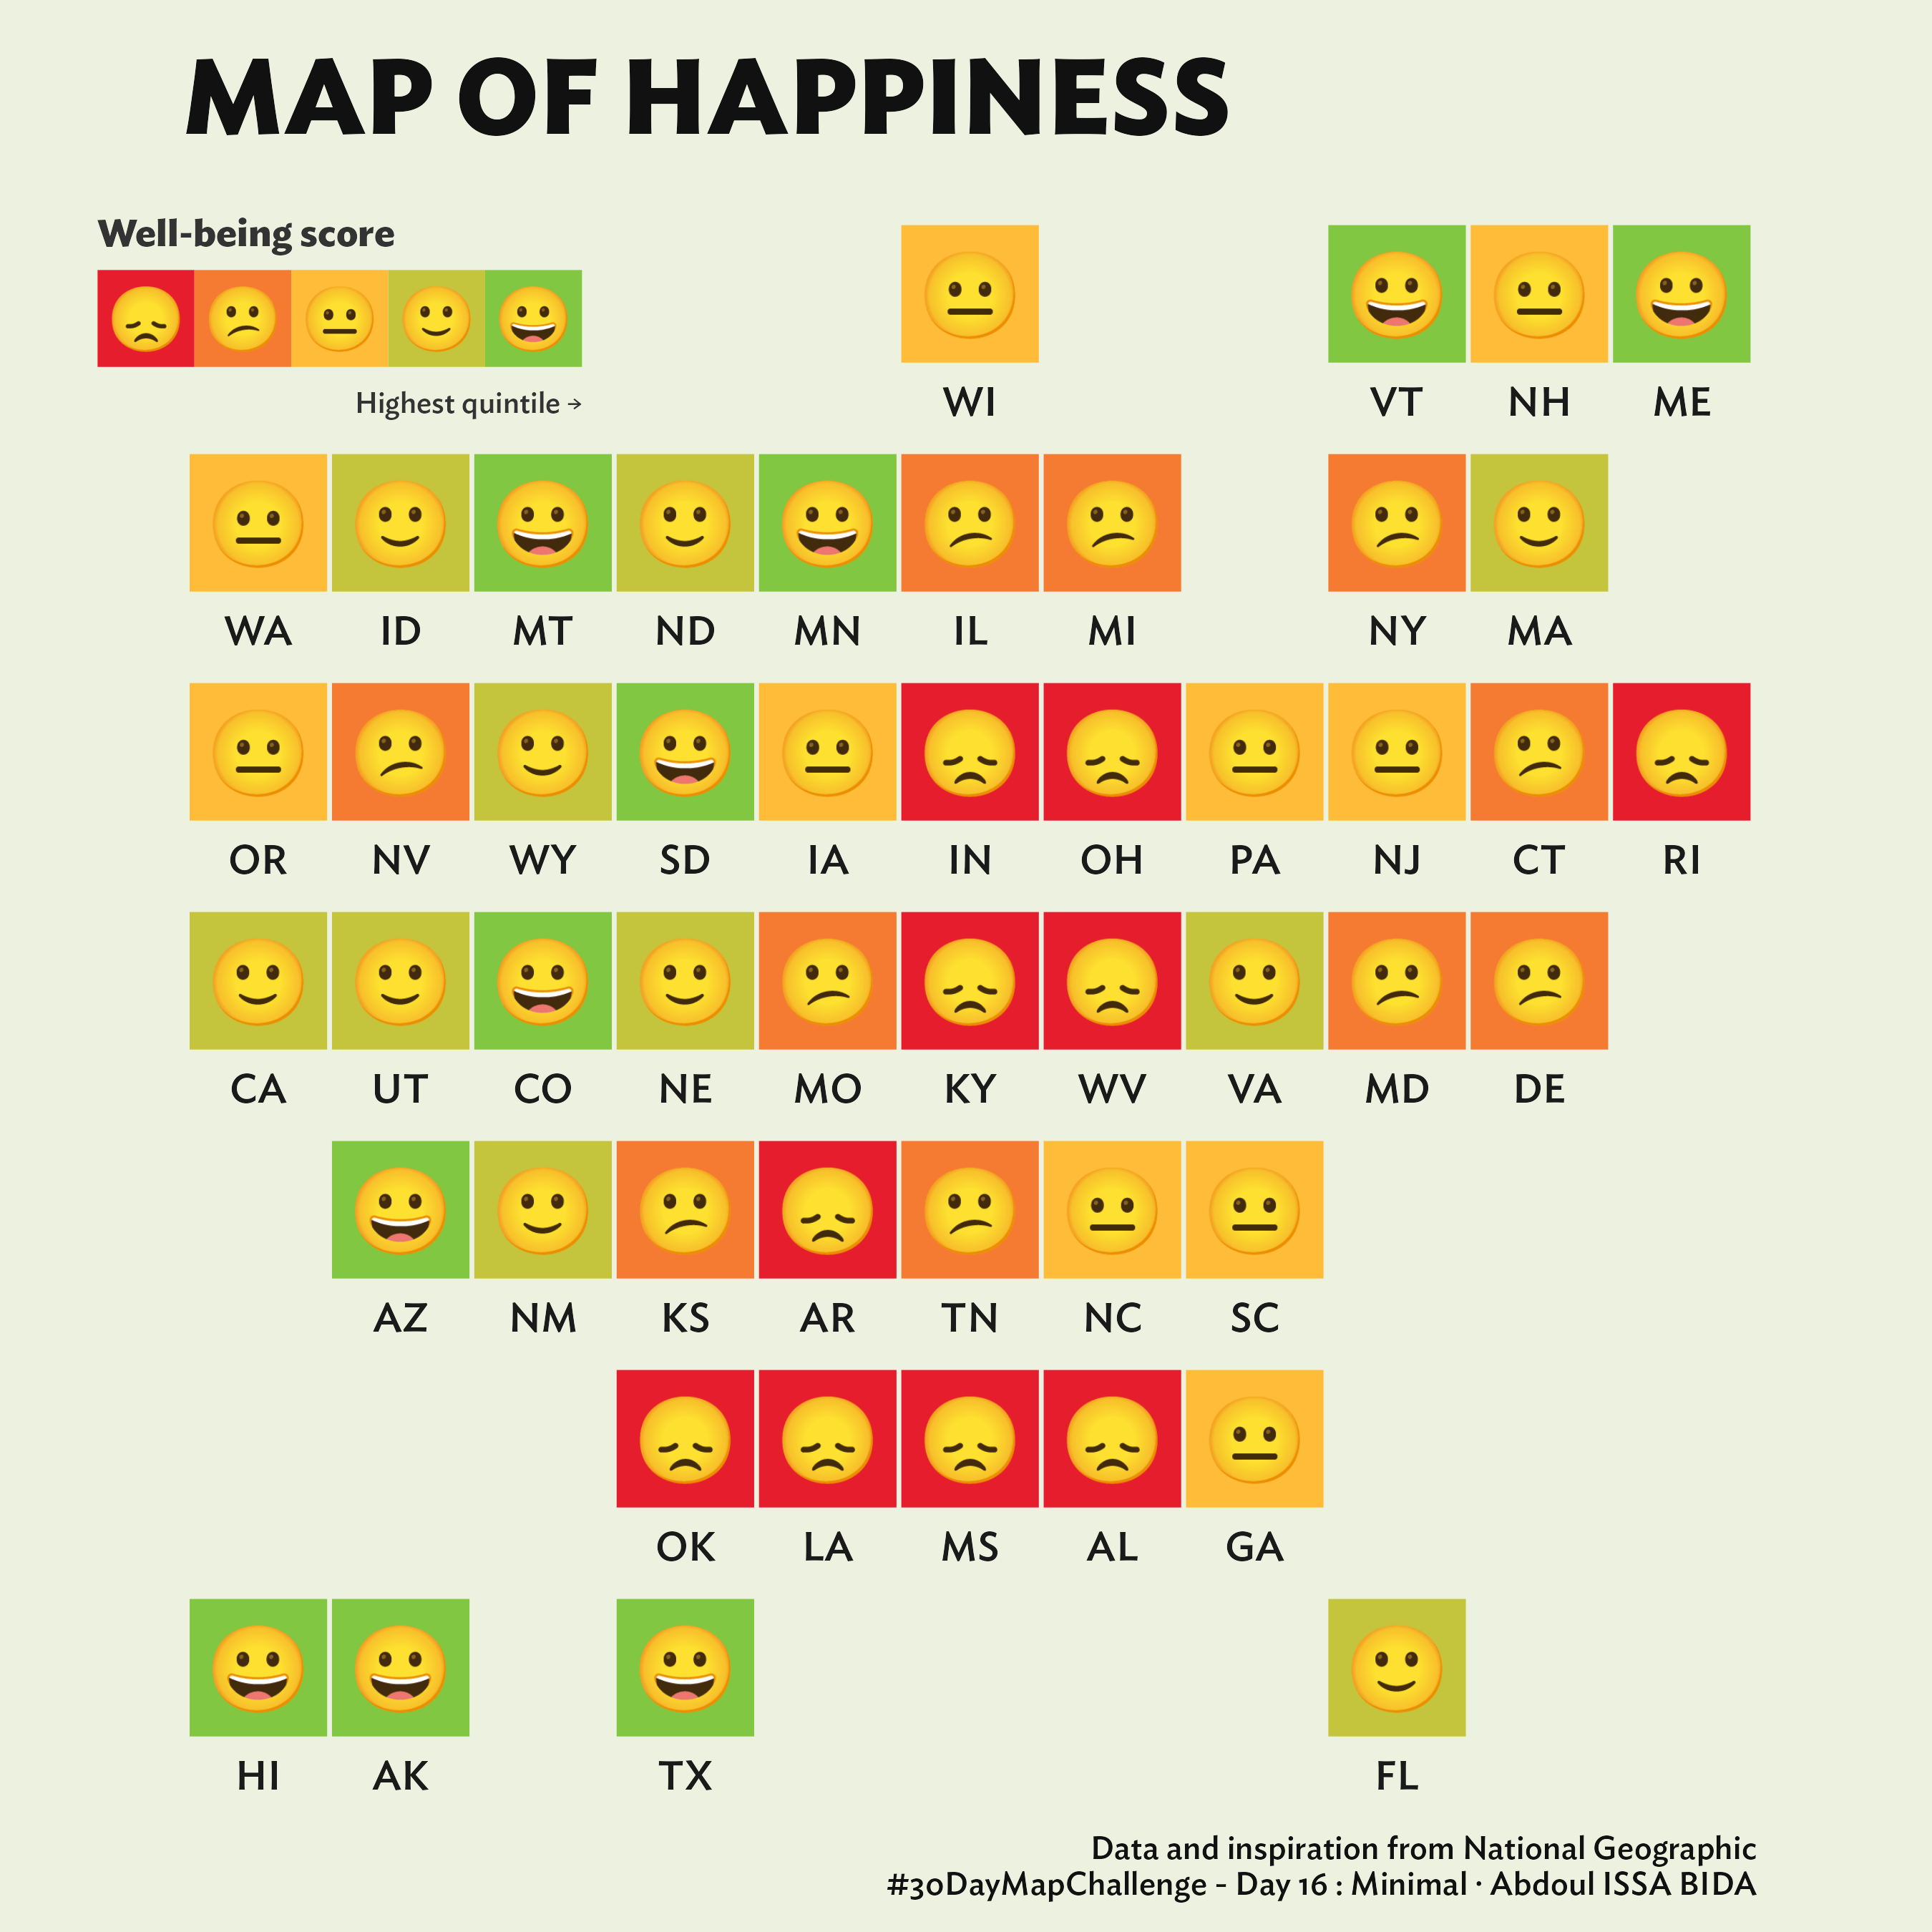 MAP OF HAPPINESS
Well-being score
Highest quintile →
WI VT NH ME
WA ID MT ND MN IL MI NY MA
OR NV WY SD IA IN OH PA NJ CT RI
CA UT CO NE MO KY WV VA MD DE
AZ NM KS AR TN NC SC
OK LA MS AL GA
HI AK TX FL
Data and inspiration from National Geographic
#30DayMapChallenge - Day 16 : Minimal · Abdoul ISSA BIDA